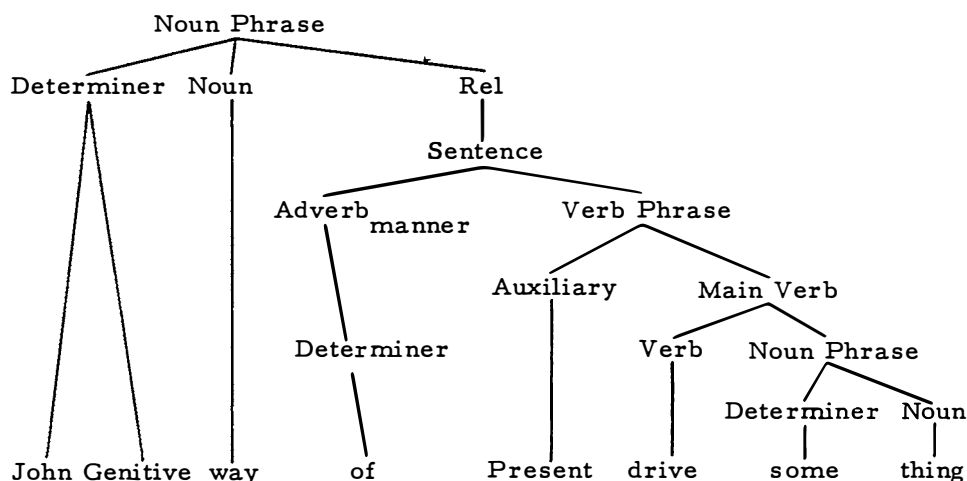 Noun Phrase
Determiner Noun Rel
Sentence
Adverb manner Verb Phrase
Auxiliary Main Verb
Determiner Verb Noun Phrase
Determiner Noun
John Genitive way of Present drive some thing